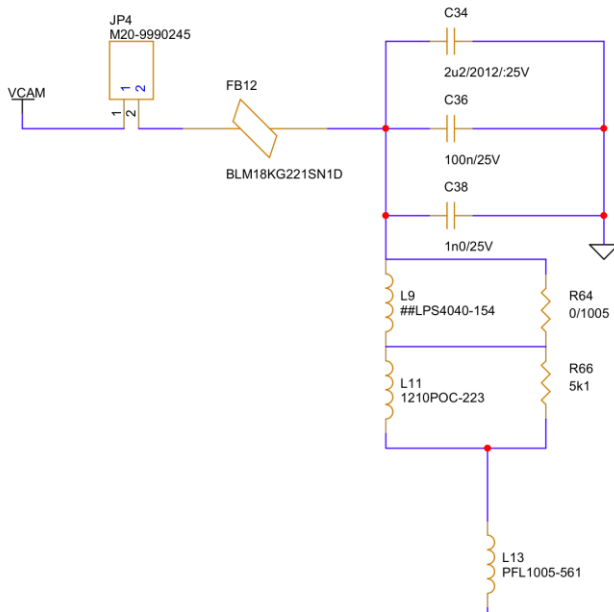 JP4
M20-9990245
1
2
VCAM
1
2
FB12
BLM18KG221SN1D
C34
2u2/2012/:25V
C36
100n/25V
C38
1n0/25V
L9
##LPS4040-154
R64
0/1005
L11
1210POC-223
R66
5k1
L13
PFL1005-561